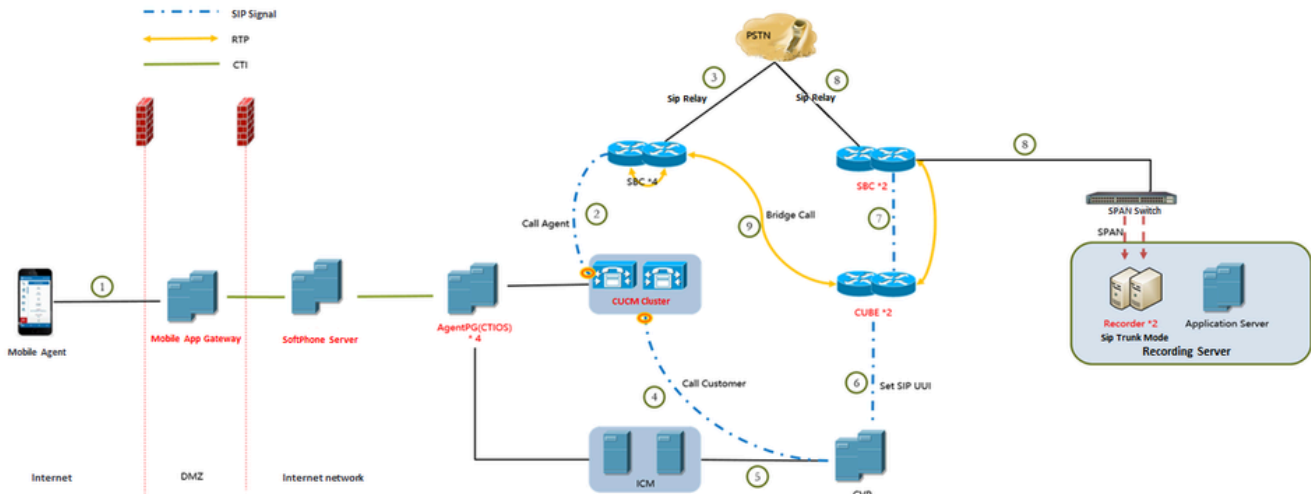 SIP Signal
RTP
CTI
PSTN
3
8
Sip Relay
Sip Relay
8
SBC *4
SBC *2
SPAN Switch
2
Call Agent
Bridge Call
9
7
SPAN
1
CUCM Cluster
CUBE *2
Recorder *2
Application Server
Sip Trunk Mode
Recording Server
Mobile Agent
Mobile App Gateway
SoftPhone Server
AgentPG(CTIOS)
* 4
4
Call Customer
6
Set SIP UUI
Internet
DMZ
Internet network
ICM
5